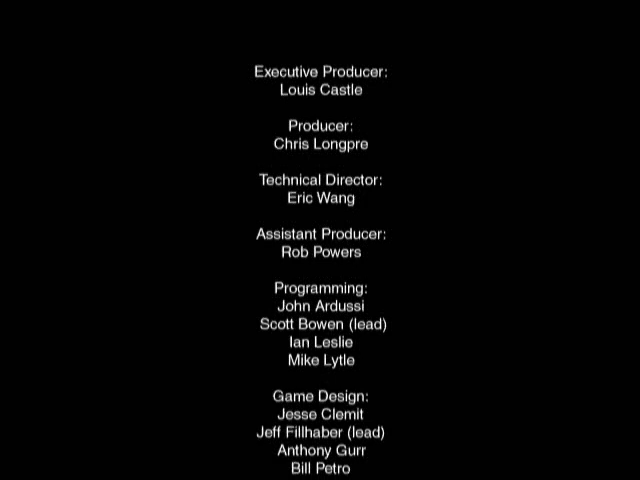 Executive Producer:
Louis Castle
Producer:
Chris Longpre
Technical Director:
Eric Wang
Assistant Producer:
Rob Powers
Programming:
John Ardussi
Scott Bowen (lead)
Ian Leslie
Mike Lytle
Game Design:
Jesse Clemit
Jeff Fillhaber (lead)
Anthony Gurr
Bill Petro